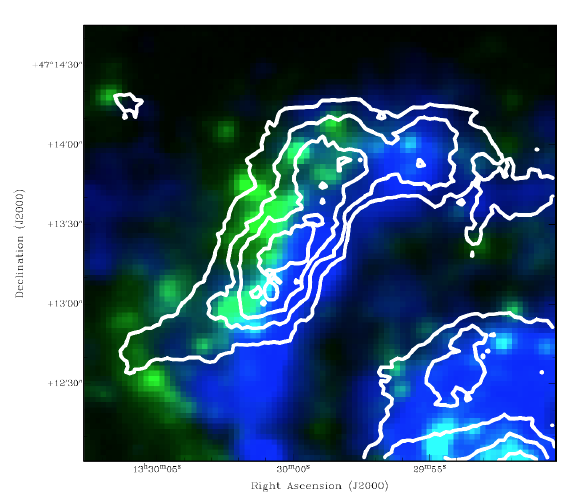 +47°14'30"
+14'00"
+13'30"
+13'00"
+12'30"
Declination (J2000)
13ʰ30ᵐ05ˢ 30ᵐ00ˢ 29ᵐ55ˢ
Right Ascension (J2000)